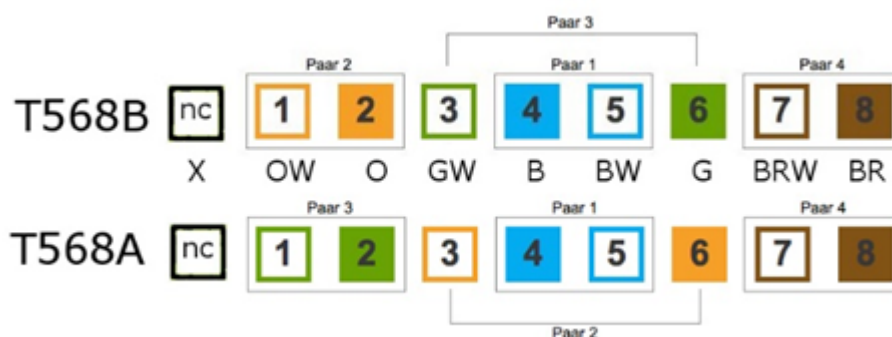 Paar 3
Paar 2 Paar 1 Paar 4
T568B nc 1 2 3 4 5 6 7 8
X OW O GW B BW G BRW BR
Paar 3 Paar 1 Paar 4
T568A nc 1 2 3 4 5 6 7 8
Paar 2